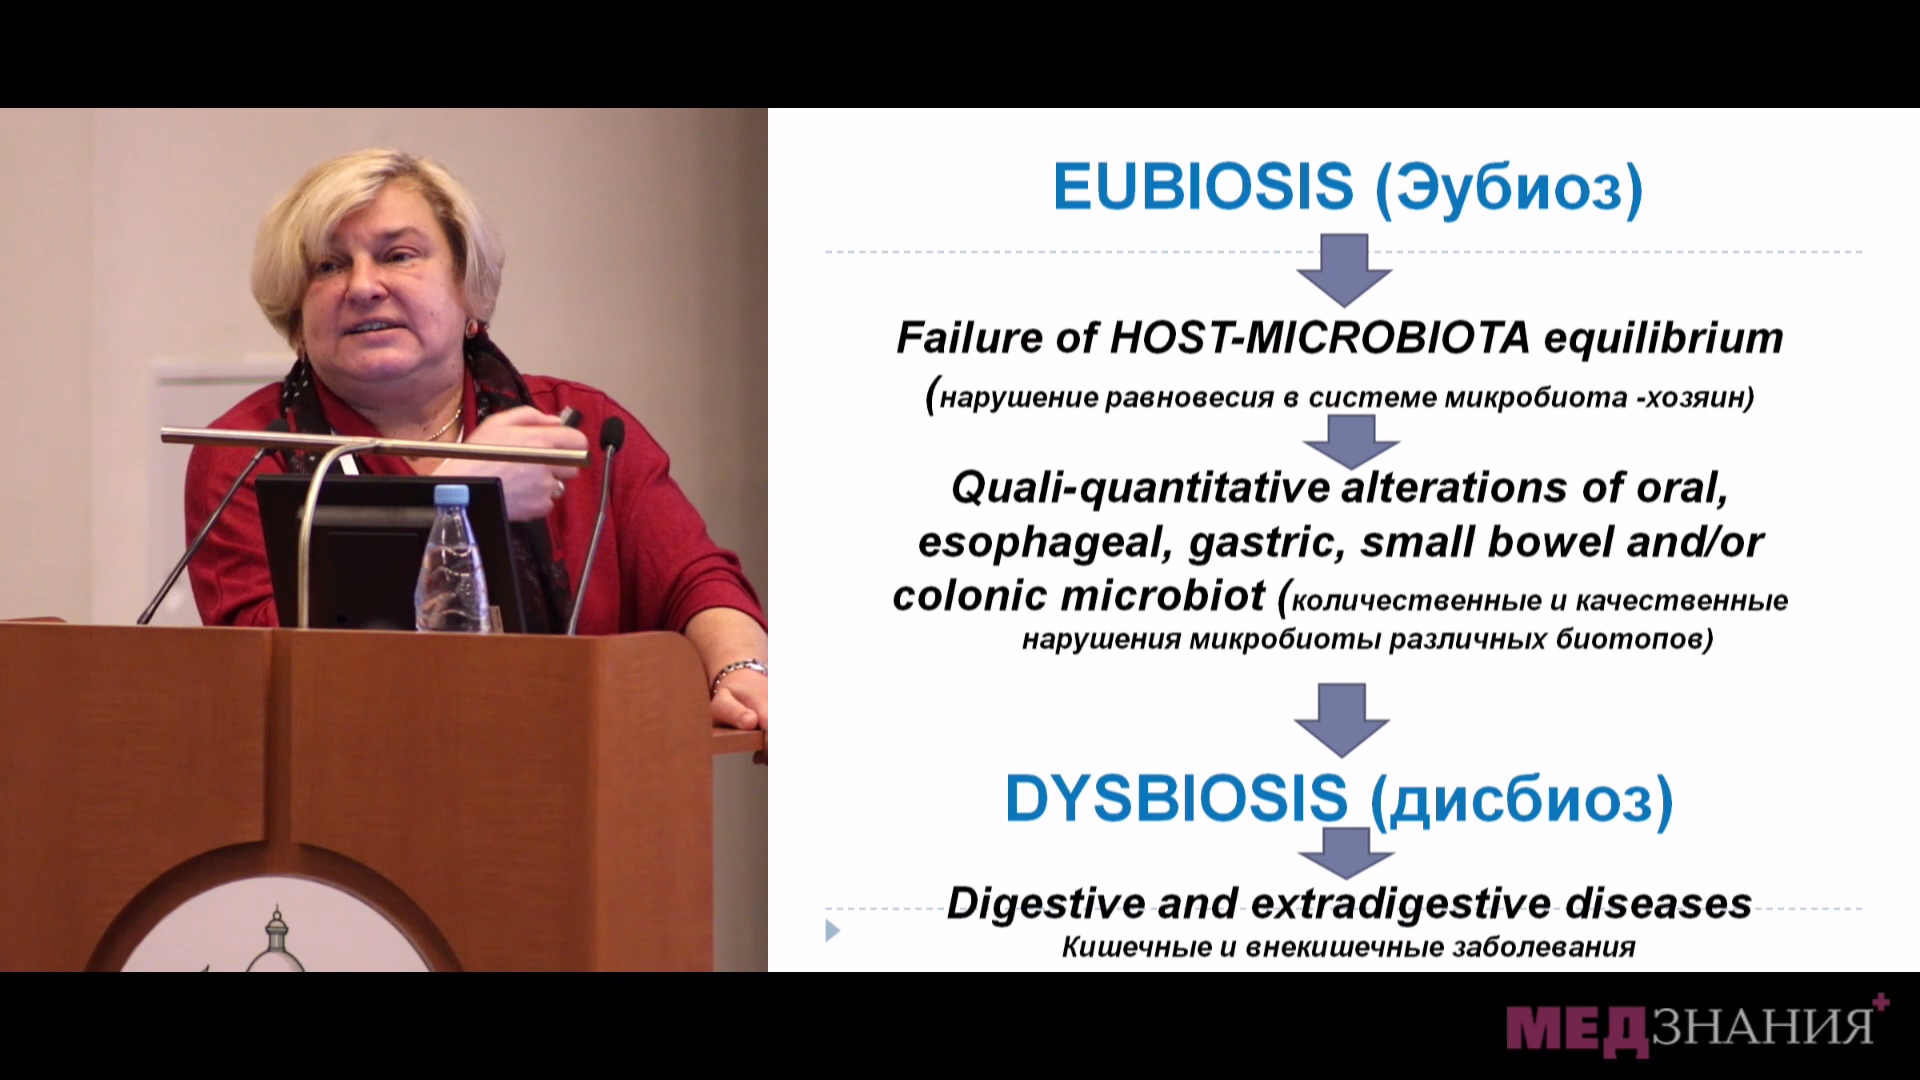 EUBIOSIS (Эубиоз)
Failure of HOST-MICROBIOTA equilibrium
(нарушение равновесия в системе микробиота -хозяин)
Quali-quantitative alterations of oral,
esophageal, gastric, small bowel and/or
colonic microbiot (количественные и качественные
нарушения микробиоты различных биотопов)
DYSBIOSIS (дисбиоз)
Digestive and extradigestive diseases
Кишечные и внекишечные заболевания
МЕДЗНАНИЯ+